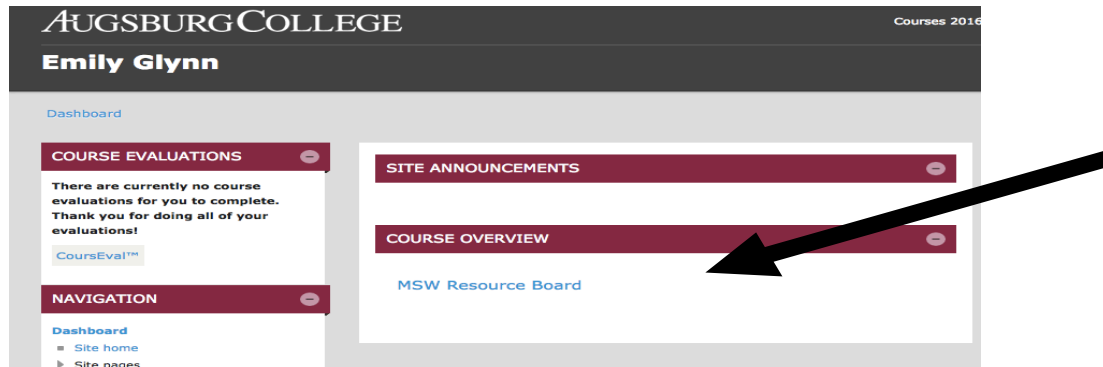 AUGSBURG COLLEGE
Courses 2016
Emily Glynn
Dashboard
COURSE EVALUATIONS
There are currently no course
evaluations for you to complete.
Thank you for doing all of your
evaluations!
CoursEval™
NAVIGATION
Dashboard
Site home
Site pages
SITE ANNOUNCEMENTS
COURSE OVERVIEW
MSW Resource Board